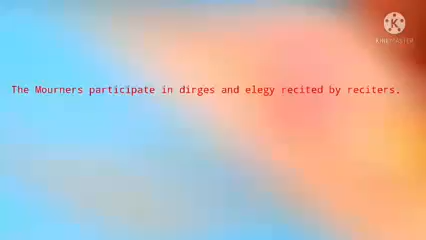 KINEMASTER
The Mourners participate in dirges and elegy recited by reciters.